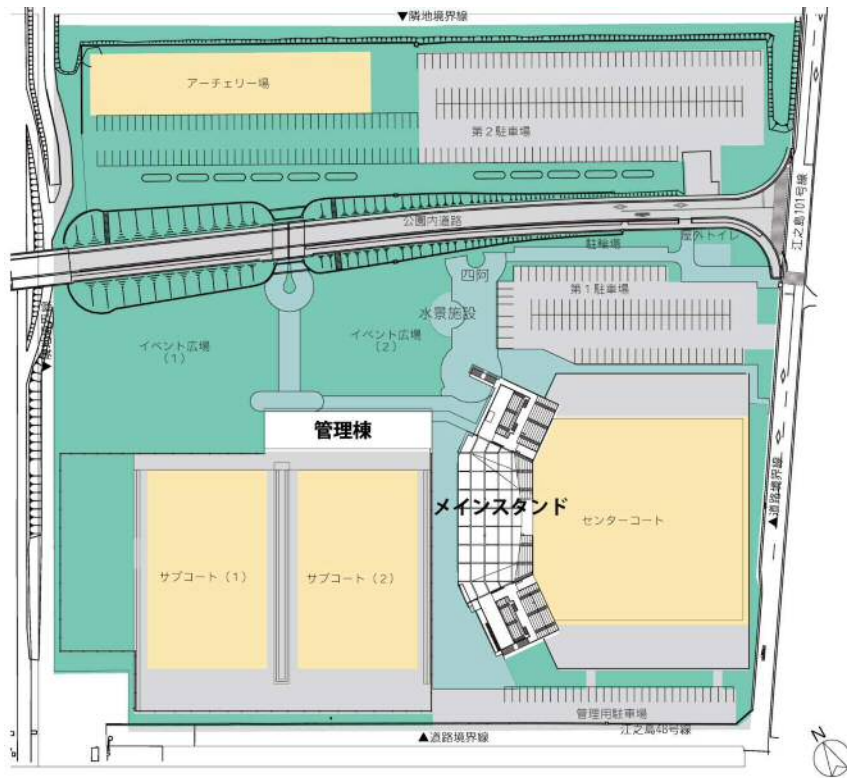 ▼隣地境界線
アーチェリー場
第2駐車場
公園内道路
江之島101号線
駐輪場
屋外トイレ
四阿
第1駐車場
水景施設
イベント広場
(1)
イベント広場
(2)
管理棟
メインスタンド
センターコート
▲道路境界線
サブコート（1）
サブコート（2）
管理用駐車場
江之島48号線
▲道路境界線
N